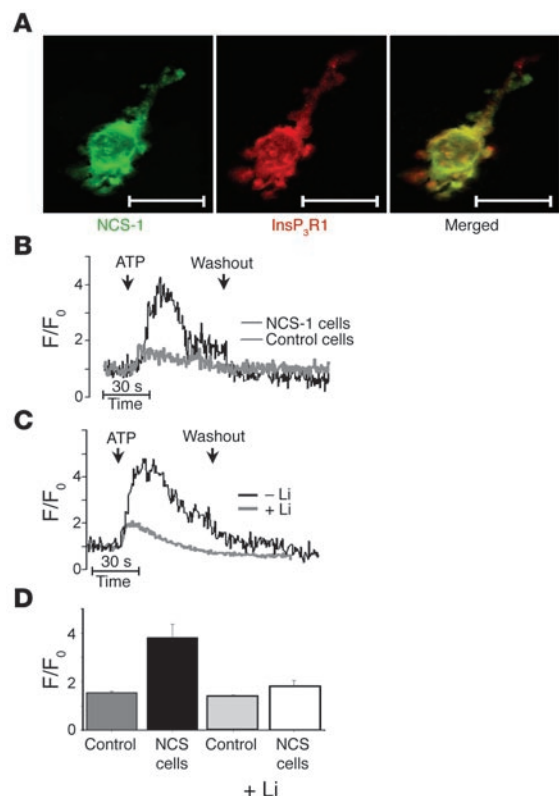 A
NCS-1 InsP3R1 Merged
B
ATP Washout
NCS-1 cells
Control cells
F/F0
4
2
0
30 s
Time
C
ATP Washout
– Li
+ Li
F/F0
4
2
0
30 s
Time
D
F/F0
4
2
0
Control NCS cells Control NCS cells
+ Li